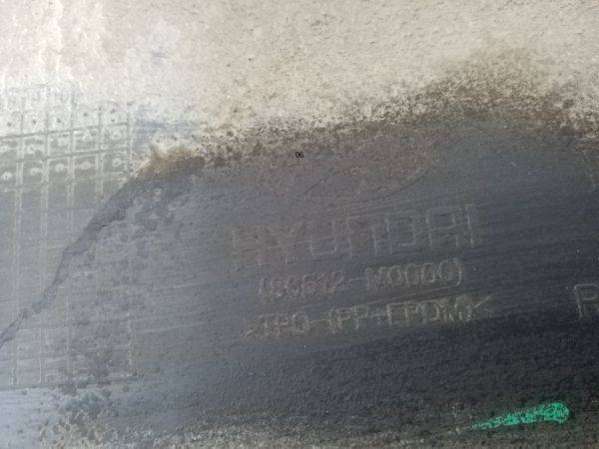 HYUNDAI
(86612-M0000)
>TPO-(PP+EPDM)<
R